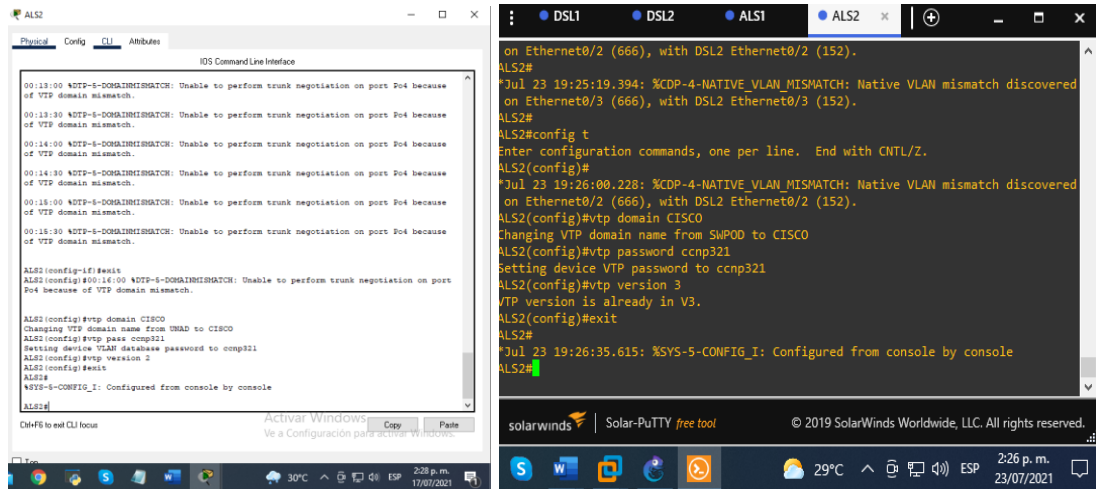 ALS2
Physical Config CLI Attributes
IOS Command Line Interface
00:13:00 %DTP-5-DOMAINMISMATCH: Unable to perform trunk negotiation on port Po4 because
of VTP domain mismatch.
00:13:30 %DTP-5-DOMAINMISMATCH: Unable to perform trunk negotiation on port Po4 because
of VTP domain mismatch.
00:14:00 %DTP-5-DOMAINMISMATCH: Unable to perform trunk negotiation on port Po4 because
of VTP domain mismatch.
00:14:30 %DTP-5-DOMAINMISMATCH: Unable to perform trunk negotiation on port Po4 because
of VTP domain mismatch.
00:15:00 %DTP-5-DOMAINMISMATCH: Unable to perform trunk negotiation on port Po4 because
of VTP domain mismatch.
00:15:30 %DTP-5-DOMAINMISMATCH: Unable to perform trunk negotiation on port Po4 because
of VTP domain mismatch.
ALS2(config-if)#exit
ALS2(config)#00:16:00 %DTP-5-DOMAINMISMATCH: Unable to perform trunk negotiation on port
Po4 because of VTP domain mismatch.
ALS2(config)#vtp domain CISCO
Changing VTP domain name from UNAD to CISCO
ALS2(config)#vtp pass ccnp321
Setting device VLAN database password to ccnp321
ALS2(config)#vtp version 2
ALS2(config)#exit
ALS2#
%SYS-5-CONFIG_I: Configured from console by console
ALS2#
Activar Windows
Ctrl+F6 to exit CLI focus
Copy Paste
Ve a Configuración para activar Windows.
Top
30°C ESP 2:28 p. m.
17/07/2021
DSL1 DSL2 ALS1 ALS2
on Ethernet0/2 (666), with DSL2 Ethernet0/2 (152).
ALS2#
*Jul 23 19:25:19.394: %CDP-4-NATIVE_VLAN_MISMATCH: Native VLAN mismatch discovered
on Ethernet0/3 (666), with DSL2 Ethernet0/3 (152).
ALS2#
ALS2#config t
Enter configuration commands, one per line.  End with CNTL/Z.
ALS2(config)#
*Jul 23 19:26:00.228: %CDP-4-NATIVE_VLAN_MISMATCH: Native VLAN mismatch discovered
on Ethernet0/2 (666), with DSL2 Ethernet0/2 (152).
ALS2(config)#vtp domain CISCO
Changing VTP domain name from SWPOD to CISCO
ALS2(config)#vtp password ccnp321
Setting device VTP password to ccnp321
ALS2(config)#vtp version 3
VTP version is already in V3.
ALS2(config)#exit
ALS2#
*Jul 23 19:26:35.615: %SYS-5-CONFIG_I: Configured from console by console
ALS2#
solarwinds Solar-PuTTY free tool © 2019 SolarWinds Worldwide, LLC. All rights reserved.
29°C ESP 2:26 p. m.
23/07/2021